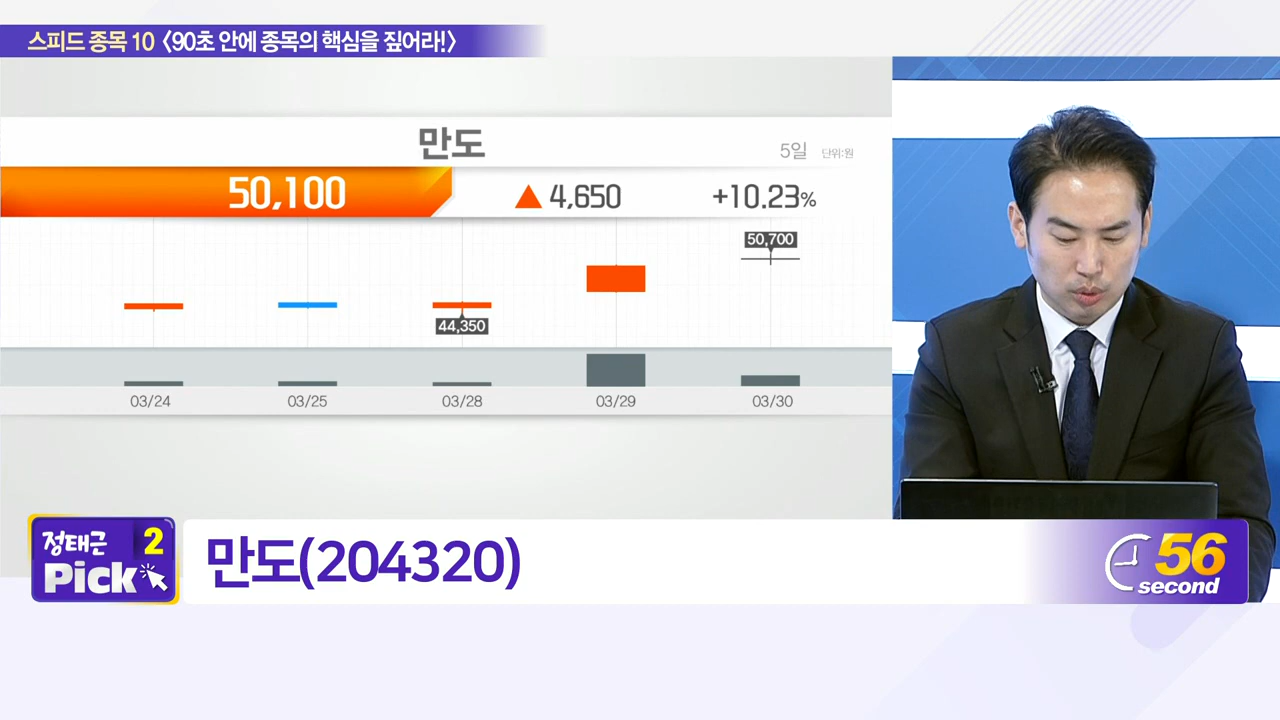 스피드 종목 10 〈90초 안에 종목의 핵심을 짚어라!〉
만도
5일 단위:원
50,100 ▲ 4,650 +10.23%
50,700
44,350
03/24 03/25 03/28 03/29 03/30
정태근 2
Pick
만도(204320)
56
second